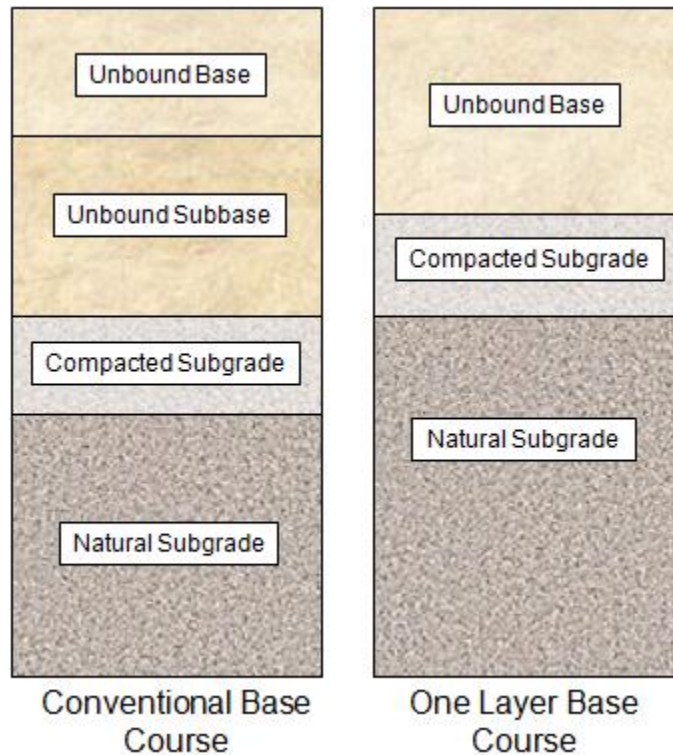 Unbound Base
Unbound Subbase
Compacted Subgrade
Natural Subgrade
Conventional Base
Course
Unbound Base
Compacted Subgrade
Natural Subgrade
One Layer Base
Course